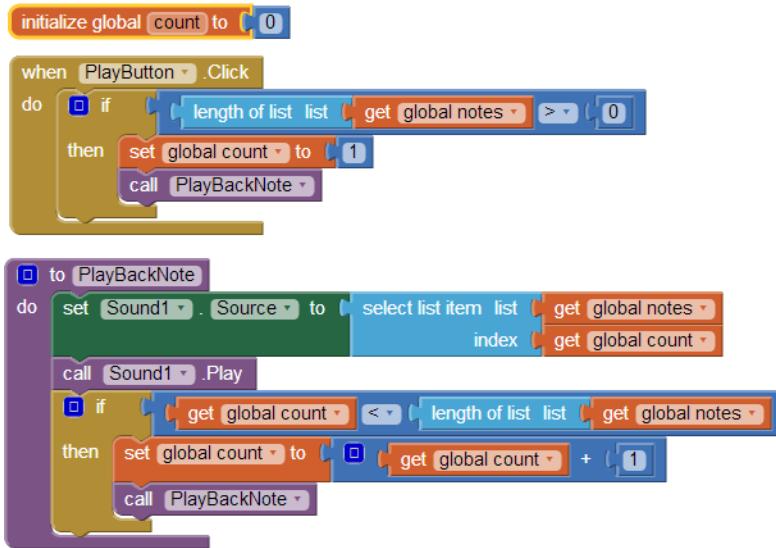 initialize global count to 0
when PlayButton .Click
do if length of list list get global notes > 0
then set global count to 1
call PlayBackNote
to PlayBackNote
do set Sound1 . Source to select list item list get global notes
index get global count
call Sound1 .Play
if get global count < length of list list get global notes
then set global count to get global count + 1
call PlayBackNote